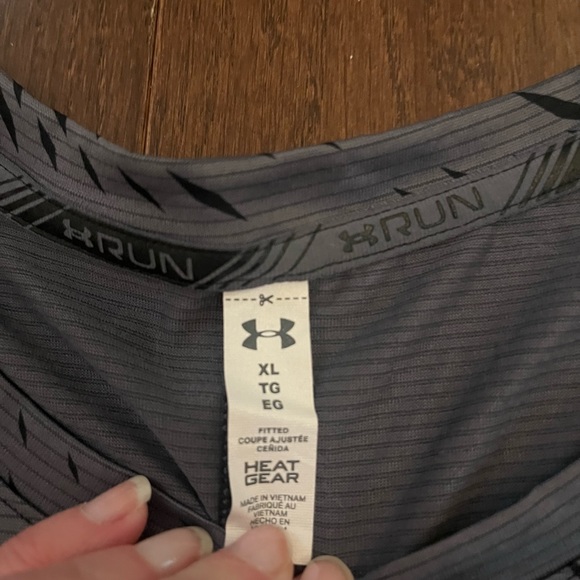 RUN
RUN
XL
TG
EG
FITTED
COUPE AJUSTÉE
CEÑIDA
HEAT
GEAR
MADE IN VIETNAM
FABRIQUÉ AU
VIETNAM
HECHO EN